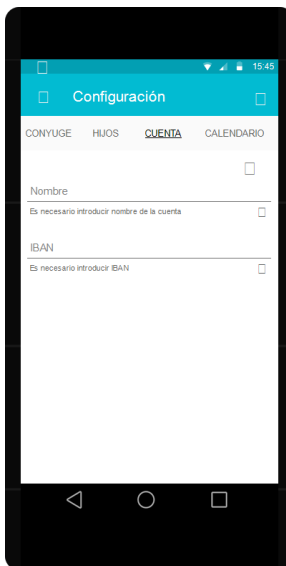 15:45
Configuración
CONYUGE HIJOS CUENTA CALENDARIO
Nombre
Es necesario introducir nombre de la cuenta
IBAN
Es necesario introducir IBAN